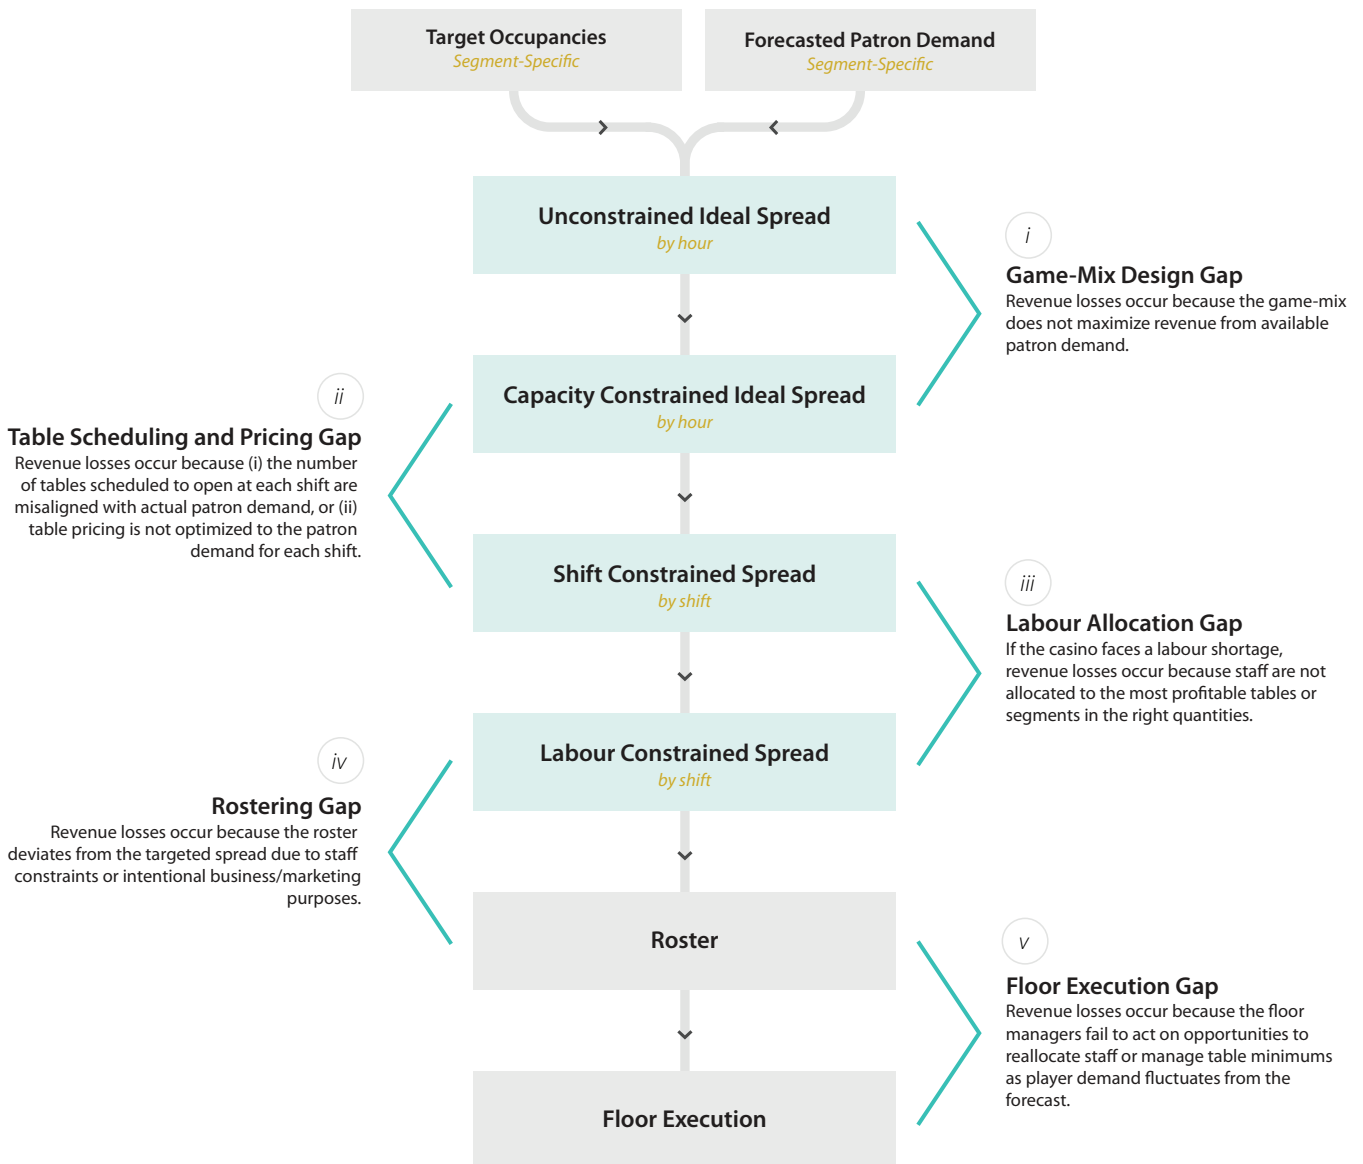 Target Occupancies
Segment-Specific
Forecasted Patron Demand
Segment-Specific
Unconstrained Ideal Spread
by hour
i
Game-Mix Design Gap
Revenue losses occur because the game-mix
does not maximize revenue from available
patron demand.
Capacity Constrained Ideal Spread
by hour
ii
Table Scheduling and Pricing Gap
Revenue losses occur because (i) the number
of tables scheduled to open at each shift are
misaligned with actual patron demand, or (ii)
table pricing is not optimized to the patron
demand for each shift.
Shift Constrained Spread
by shift
iii
Labour Allocation Gap
If the casino faces a labour shortage,
revenue losses occur because staff are not
allocated to the most profitable tables or
segments in the right quantities.
Labour Constrained Spread
by shift
iv
Rostering Gap
Revenue losses occur because the roster
deviates from the targeted spread due to staff
constraints or intentional business/marketing
purposes.
Roster
v
Floor Execution Gap
Revenue losses occur because the floor
managers fail to act on opportunities to
reallocate staff or manage table minimums
as player demand fluctuates from the
forecast.
Floor Execution